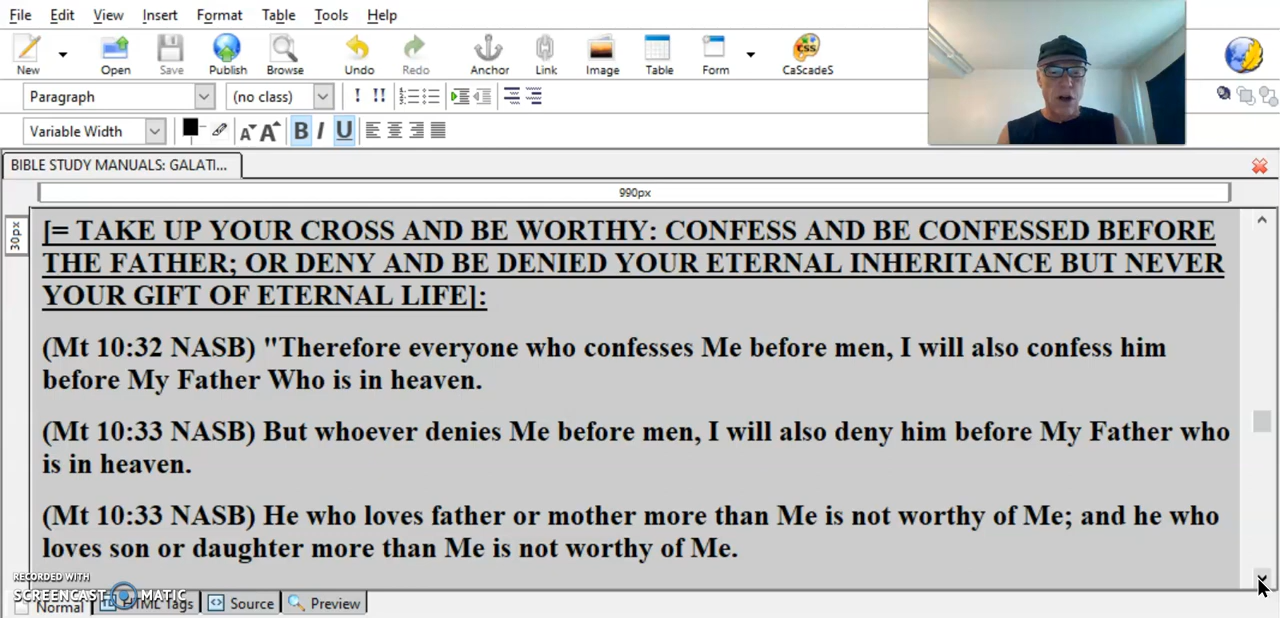 File Edit View Insert Format Table Tools Help
New Open Save Publish Browse Undo Redo Anchor Link Image Table Form CaScadeS
Paragraph (no class) ! !!
Variable Width A A B I U
BIBLE STUDY MANUALS: GALATI...
990px
30px
[= TAKE UP YOUR CROSS AND BE WORTHY: CONFESS AND BE CONFESSED BEFORE
THE FATHER; OR DENY AND BE DENIED YOUR ETERNAL INHERITANCE BUT NEVER
YOUR GIFT OF ETERNAL LIFE]:
(Mt 10:32 NASB) "Therefore everyone who confesses Me before men, I will also confess him
before My Father Who is in heaven.
(Mt 10:33 NASB) But whoever denies Me before men, I will also deny him before My Father who
is in heaven.
(Mt 10:33 NASB) He who loves father or mother more than Me is not worthy of Me; and he who
loves son or daughter more than Me is not worthy of Me.
RECORDED WITH
SCREENCAST MATIC
Normal HTML Tags Source Preview